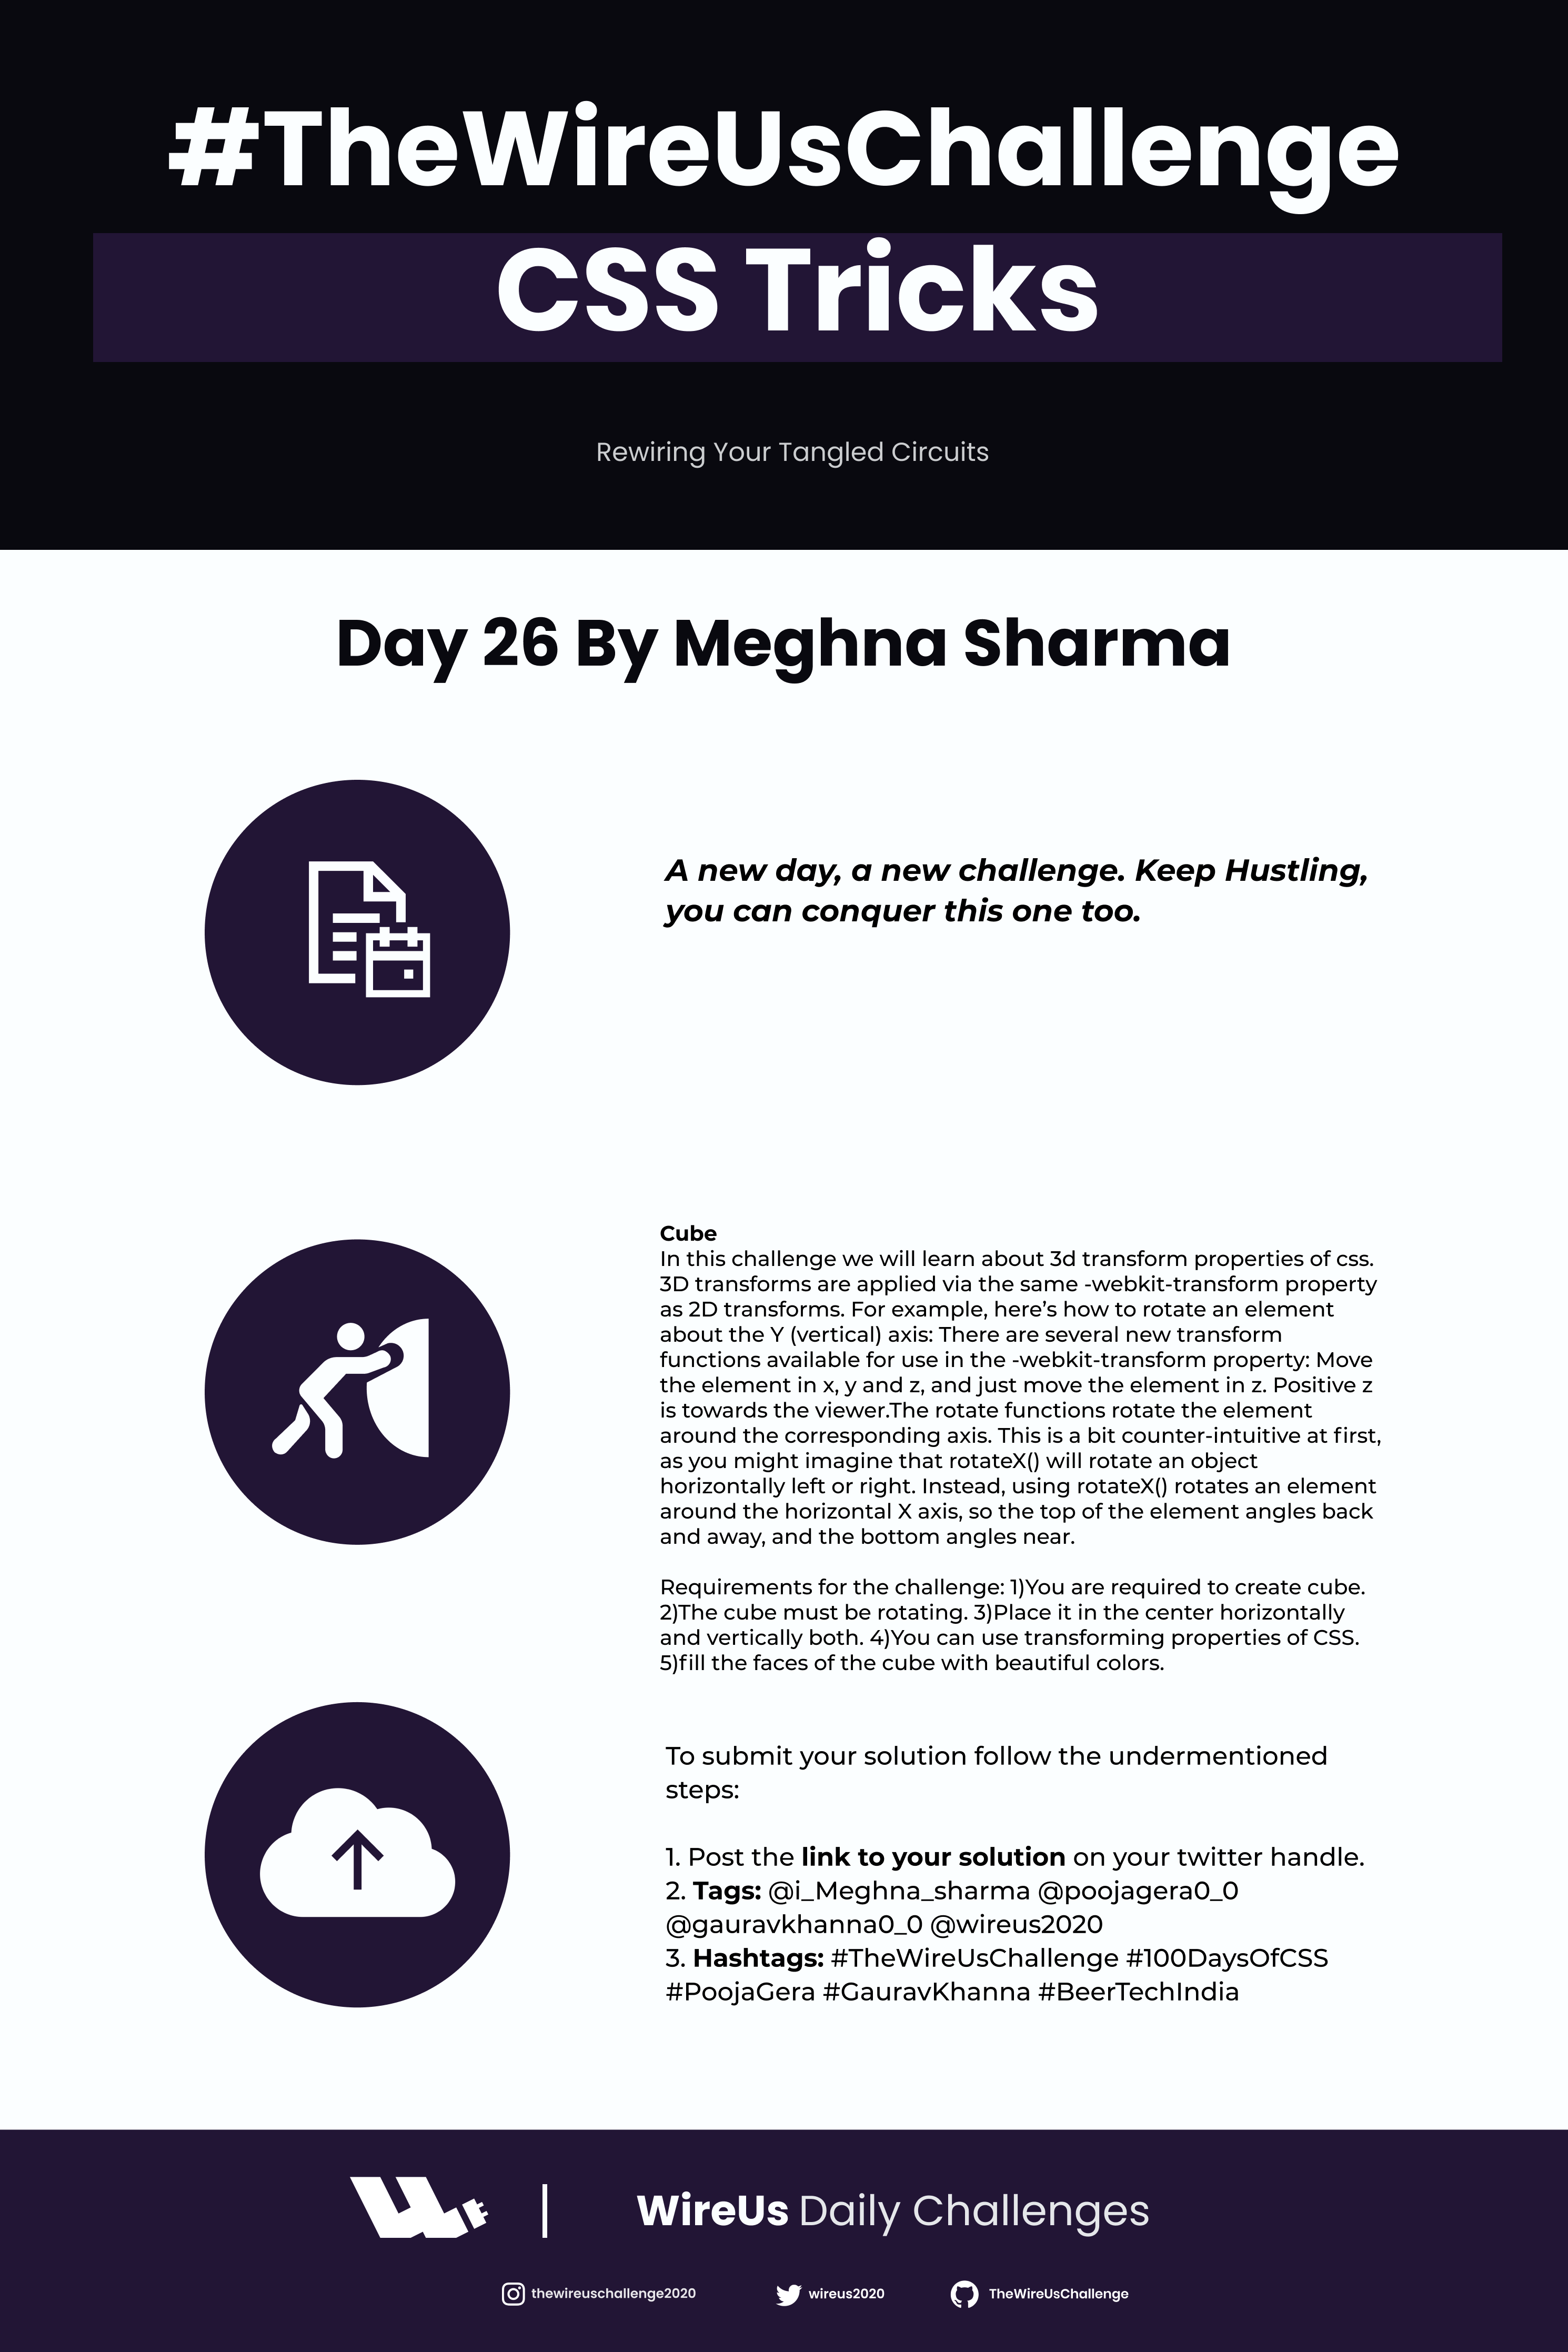 #TheWireUsChallenge
CSS Tricks
Rewiring Your Tangled Circuits
Day 26 By Meghna Sharma
A new day, a new challenge. Keep Hustling,
you can conquer this one too.
Cube
In this challenge we will learn about 3d transform properties of css.
3D transforms are applied via the same -webkit-transform property
as 2D transforms. For example, here’s how to rotate an element
about the Y (vertical) axis: There are several new transform
functions available for use in the -webkit-transform property: Move
the element in x, y and z, and just move the element in z. Positive z
is towards the viewer.The rotate functions rotate the element
around the corresponding axis. This is a bit counter-intuitive at first,
as you might imagine that rotateX() will rotate an object
horizontally left or right. Instead, using rotateX() rotates an element
around the horizontal X axis, so the top of the element angles back
and away, and the bottom angles near.
Requirements for the challenge: 1)You are required to create cube.
2)The cube must be rotating. 3)Place it in the center horizontally
and vertically both. 4)You can use transforming properties of CSS.
5)fill the faces of the cube with beautiful colors.
To submit your solution follow the undermentioned
steps:
1. Post the link to your solution on your twitter handle.
2. Tags: @i_Meghna_sharma @poojagera0_0
@gauravkhanna0_0 @wireus2020
3. Hashtags: #TheWireUsChallenge #100DaysOfCSS
#PoojaGera #GauravKhanna #BeerTechIndia
WireUs Daily Challenges
thewireuschallenge2020 wireus2020 TheWireUsChallenge